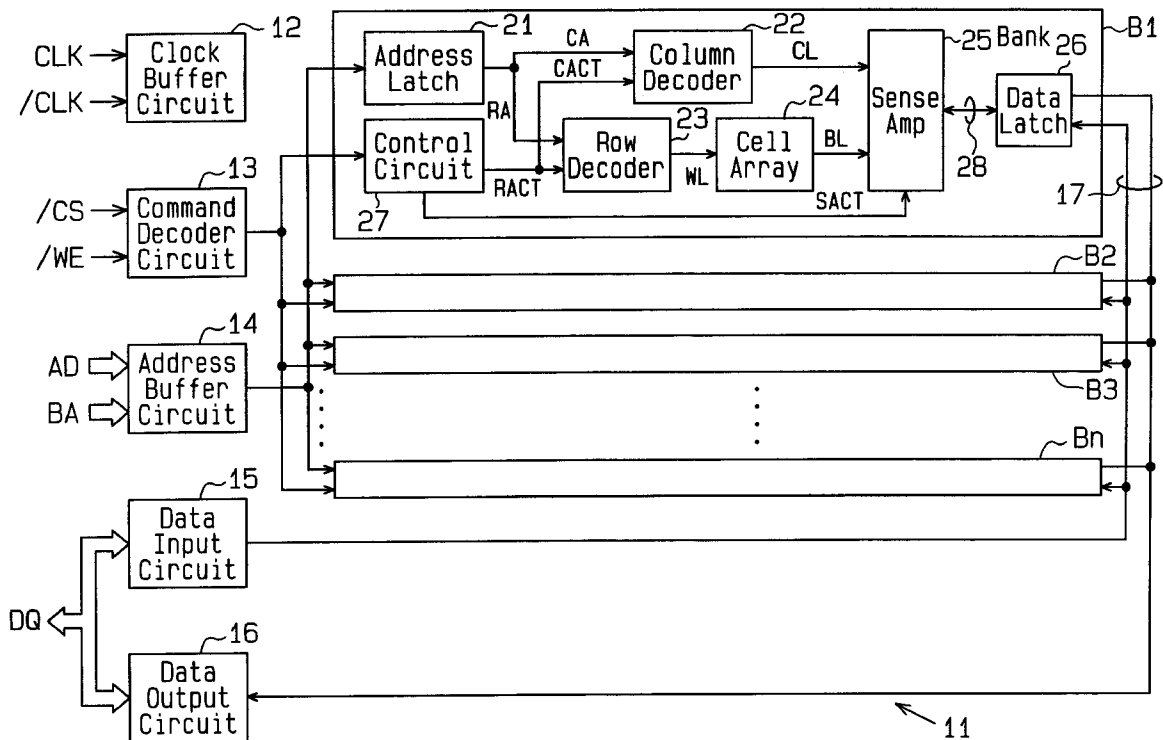 CLK
/CLK
12
Clock
Buffer
Circuit
/CS
/WE
13
Command
Decoder
Circuit
AD
BA
14
Address
Buffer
Circuit
15
Data
Input
Circuit
DQ
16
Data
Output
Circuit
21
Address
Latch
CA
CACT
RA
22
Column
Decoder
CL
Control
Circuit
27
RACT
23
Row
Decoder
WL
24
Cell
Array
BL
SACT
25
Sense
Amp
Bank
26
Data
Latch
28
17
B1
B2
B3
Bn
11